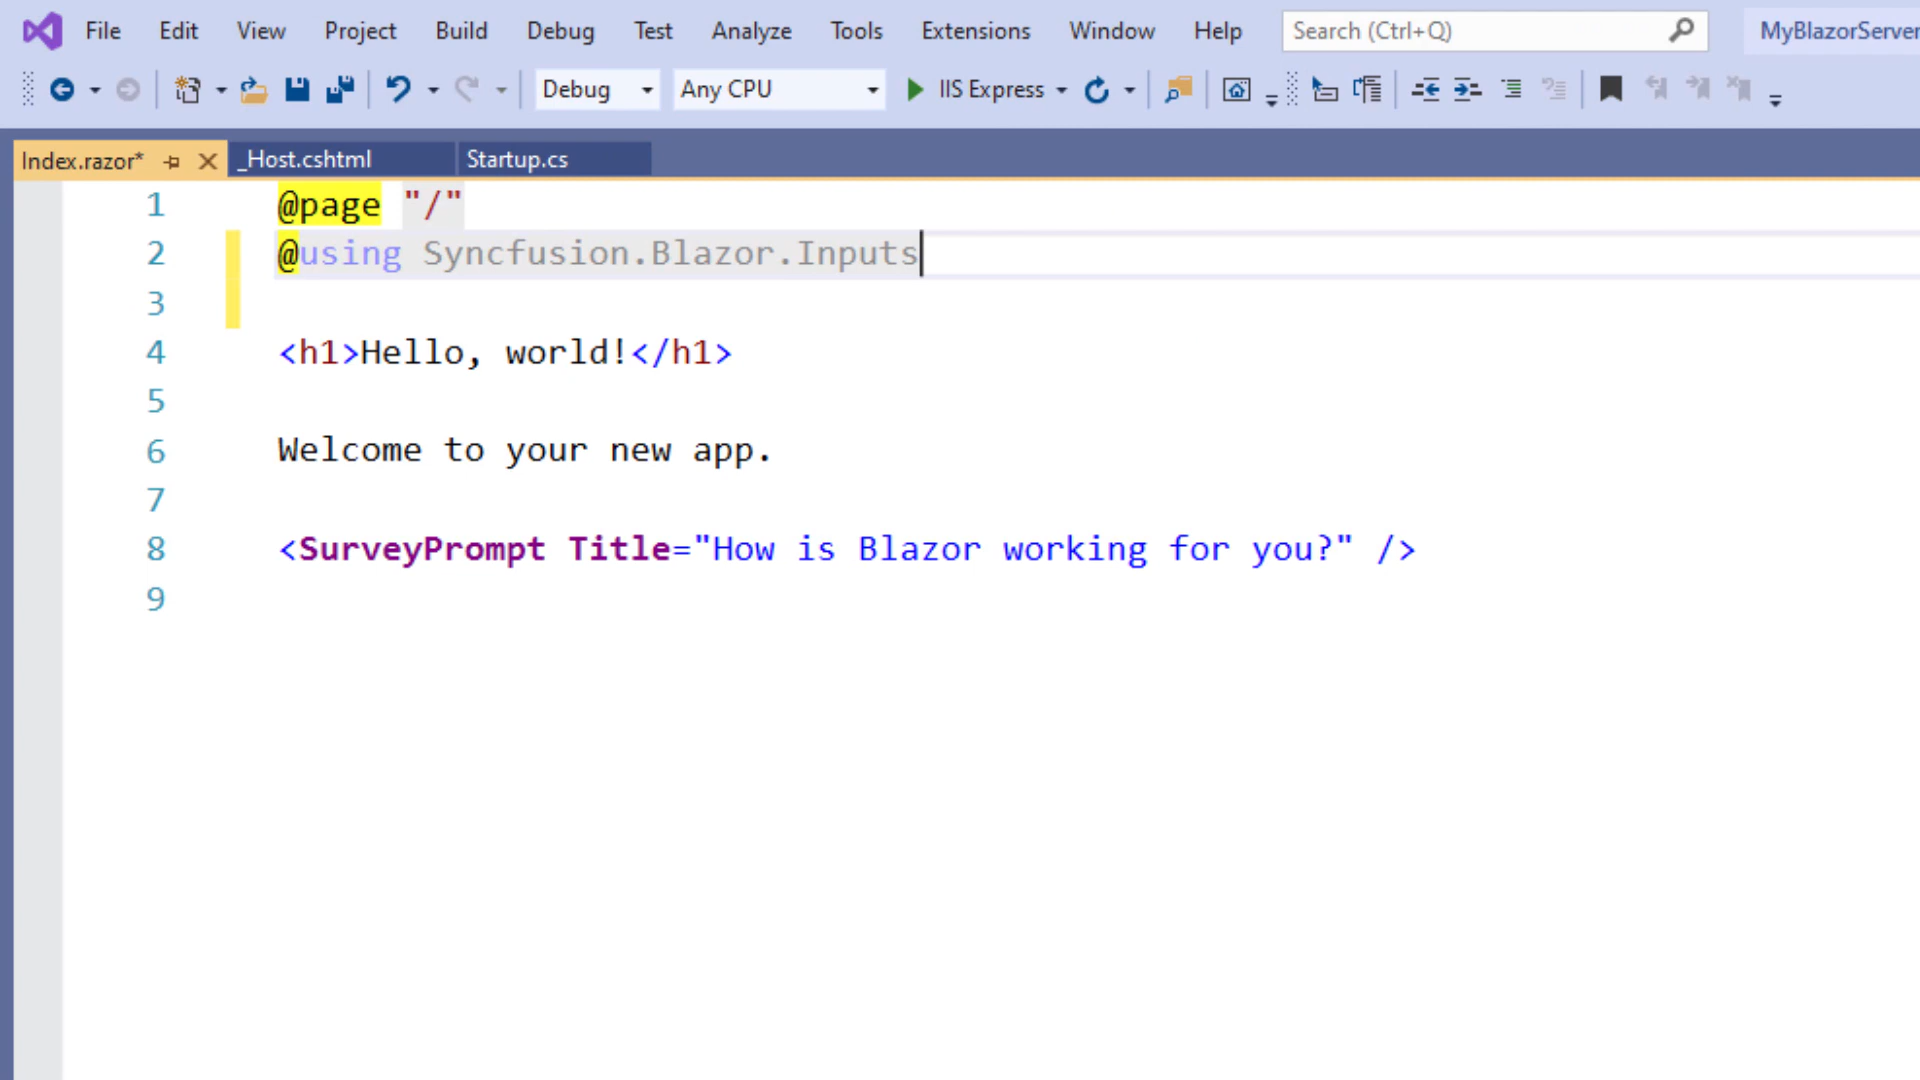 File Edit View Project Build Debug Test Analyze Tools Extensions Window Help Search (Ctrl+Q) MyBlazorServer
Debug Any CPU IIS Express
Index.razor* _Host.cshtml Startup.cs
1 @page "/"
2 @using Syncfusion.Blazor.Inputs
3
4 <h1>Hello, world!</h1>
5
6 Welcome to your new app.
7
8 <SurveyPrompt Title="How is Blazor working for you?" />
9